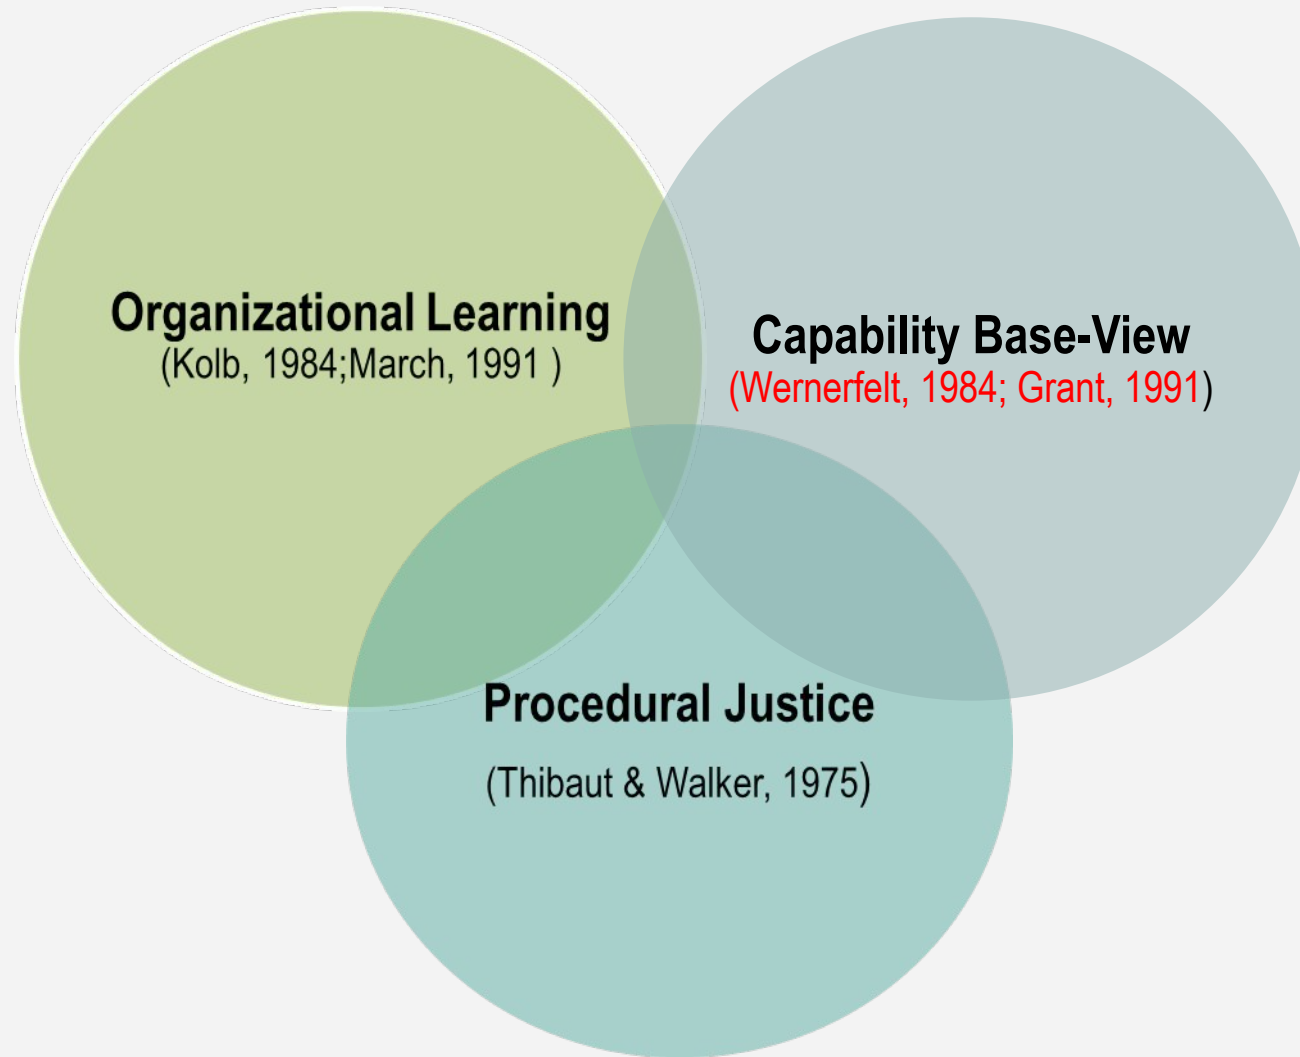 Organizational Learning
(Kolb, 1984;March, 1991 )
Capability Base-View
(Wernerfelt, 1984; Grant, 1991)
Procedural Justice
(Thibaut & Walker, 1975)